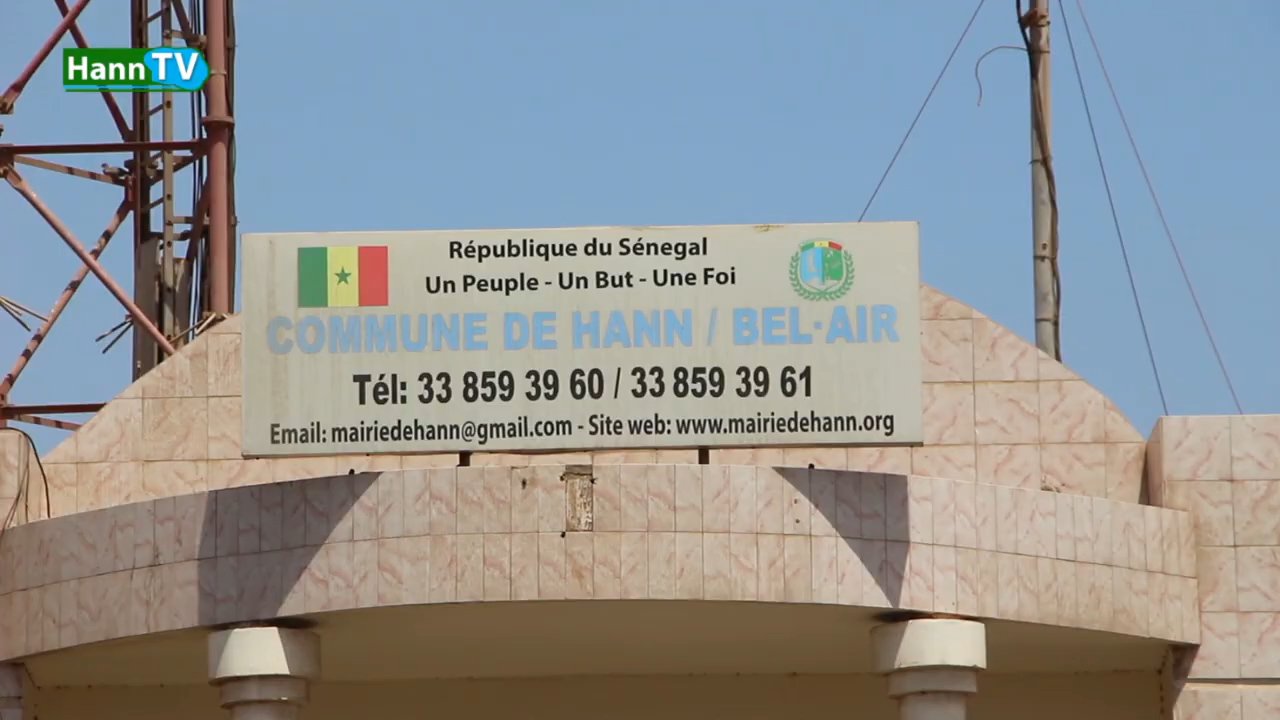 HannTV
République du Sénegal
Un Peuple - Un But - Une Foi
COMMUNE DE HANN / BEL-AIR
Tél: 33 859 39 60 / 33 859 39 61
Email: mairiedehann@gmail.com - Site web: www.mairiedehann.org